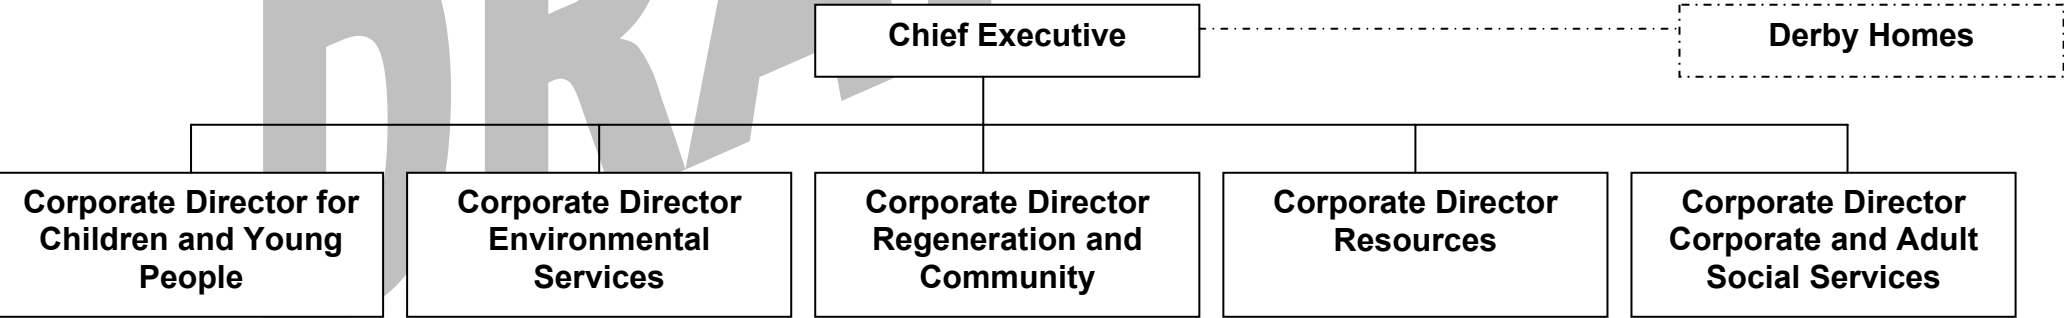 Chief Executive
Derby Homes
Corporate Director for
Children and Young
People
Corporate Director
Environmental
Services
Corporate Director
Regeneration and
Community
Corporate Director
Resources
Corporate Director
Corporate and Adult
Social Services